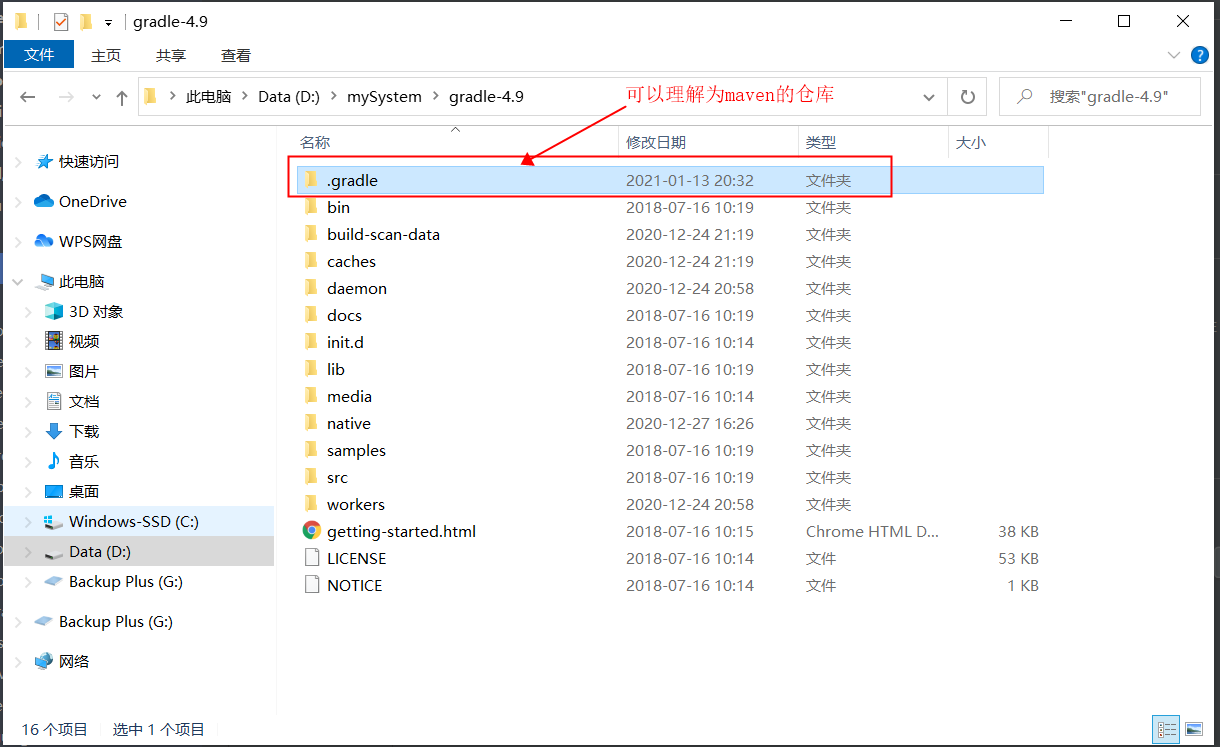 gradle-4.9
文件 主页 共享 查看
此电脑 Data (D:) mySystem gradle-4.9
搜索"gradle-4.9"
可以理解为maven的仓库
名称 修改日期 类型 大小
快速访问
OneDrive
WPS网盘
此电脑
3D 对象
视频
图片
文档
下载
音乐
桌面
Windows-SSD (C:)
Data (D:)
Backup Plus (G:)
Backup Plus (G:)
网络
.gradle 2021-01-13 20:32 文件夹
bin 2018-07-16 10:19 文件夹
build-scan-data 2020-12-24 21:19 文件夹
caches 2020-12-24 21:19 文件夹
daemon 2020-12-24 20:58 文件夹
docs 2018-07-16 10:19 文件夹
init.d 2018-07-16 10:14 文件夹
lib 2018-07-16 10:19 文件夹
media 2018-07-16 10:14 文件夹
native 2020-12-27 16:26 文件夹
samples 2018-07-16 10:19 文件夹
src 2018-07-16 10:19 文件夹
workers 2020-12-24 20:58 文件夹
getting-started.html 2018-07-16 10:15 Chrome HTML D... 38 KB
LICENSE 2018-07-16 10:14 文件 53 KB
NOTICE 2018-07-16 10:14 文件 1 KB
16 个项目 选中 1 个项目